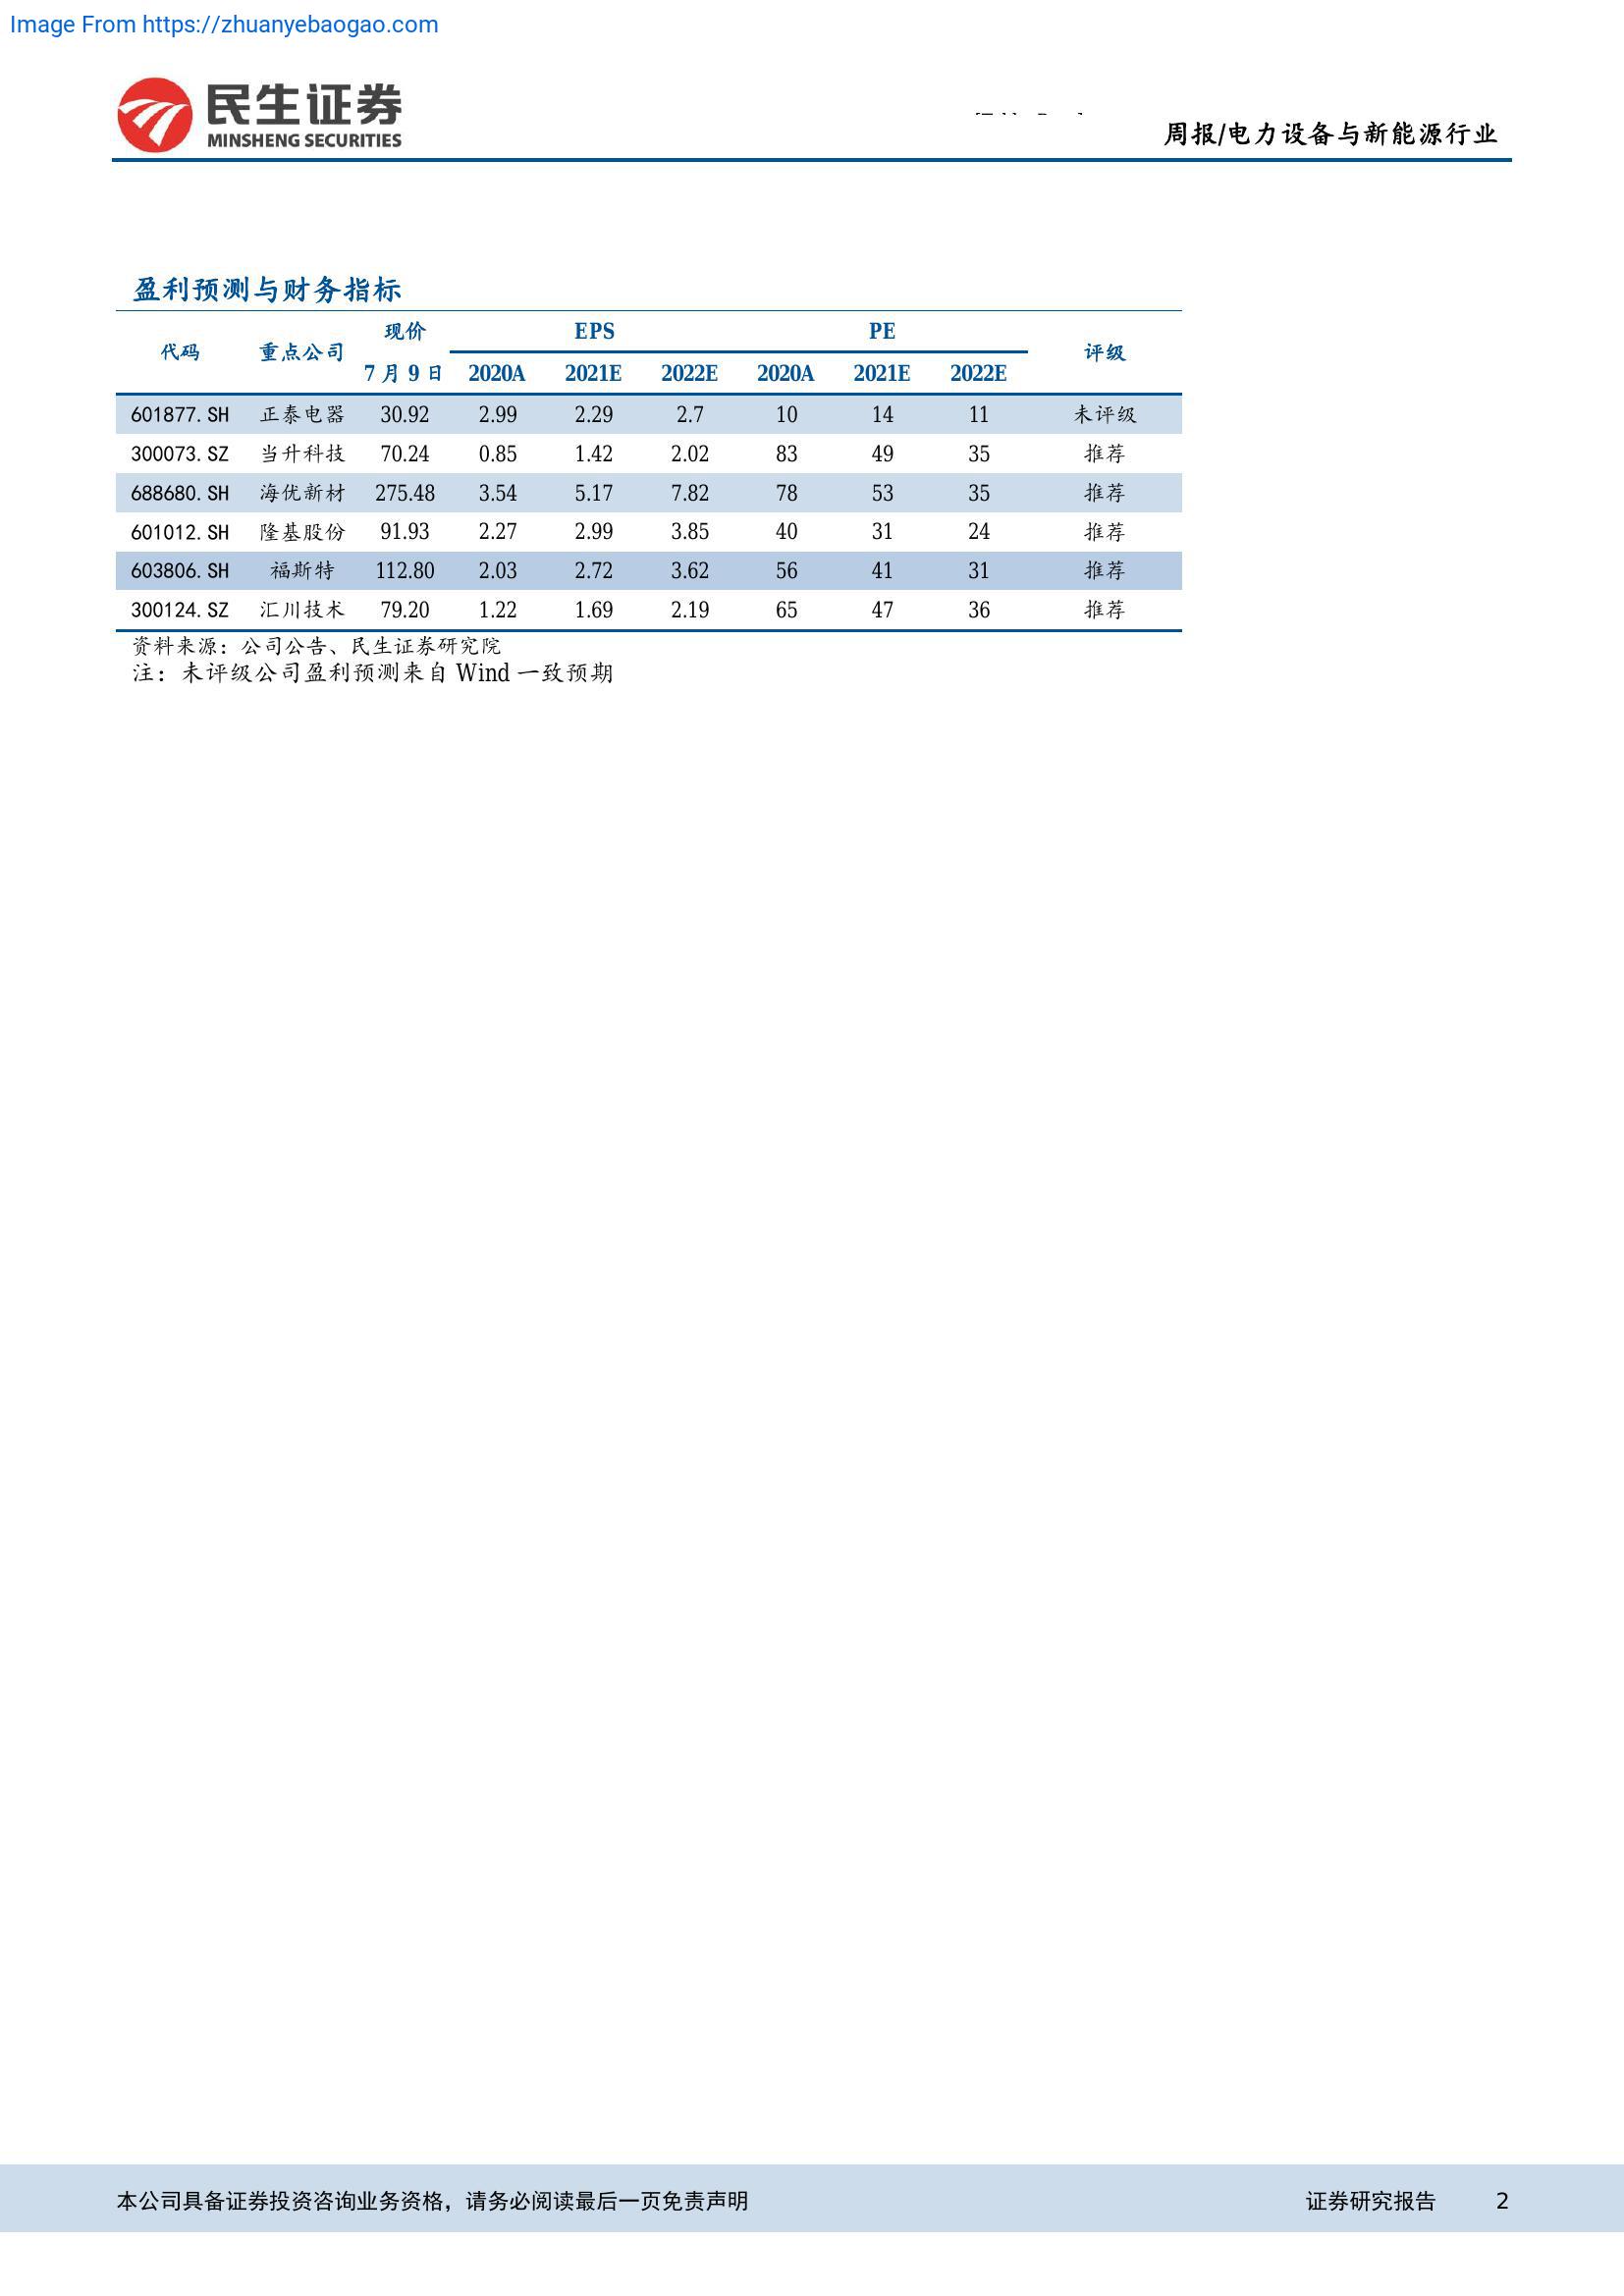 Image From https://zhuanyebaogao.com
民生证券
MINSHENG SECURITIES
周报/电力设备与新能源行业
盈利预测与财务指标
代码 重点公司 现价 EPS PE 评级
7 月 9 日 2020A 2021E 2022E 2020A 2021E 2022E
601877. SH 正泰电器 30.92 2.99 2.29 2.7 10 14 11 未评级
300073. SZ 当升科技 70.24 0.85 1.42 2.02 83 49 35 推荐
688680. SH 海优新材 275.48 3.54 5.17 7.82 78 53 35 推荐
601012. SH 隆基股份 91.93 2.27 2.99 3.85 40 31 24 推荐
603806. SH 福斯特 112.80 2.03 2.72 3.62 56 41 31 推荐
300124. SZ 汇川技术 79.20 1.22 1.69 2.19 65 47 36 推荐
资料来源：公司公告、民生证券研究院
注：未评级公司盈利预测来自 Wind 一致预期
本公司具备证券投资咨询业务资格，请务必阅读最后一页免责声明 证券研究报告 2